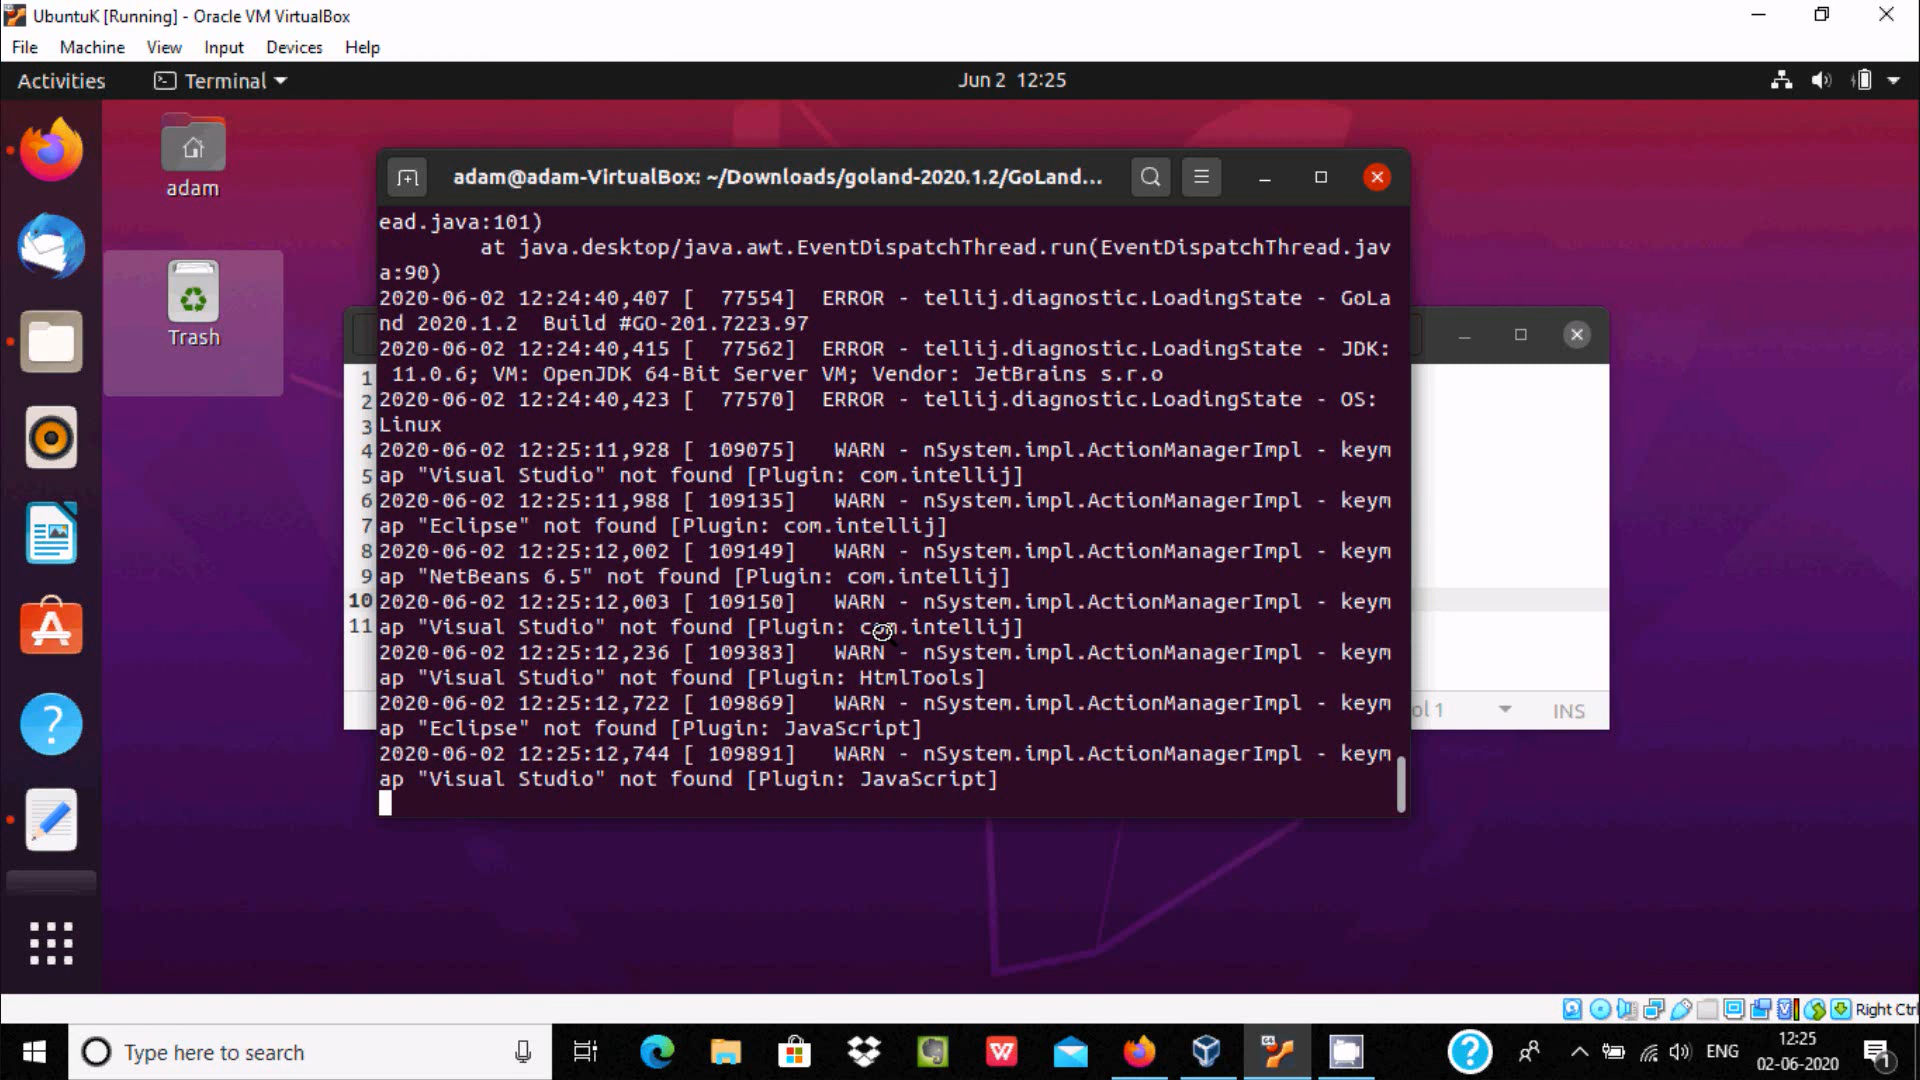 UbuntuK [Running] - Oracle VM VirtualBox
File Machine View Input Devices Help
Activities Terminal Jun 2 12:25
adam
Trash
adam@adam-VirtualBox: ~/Downloads/goland-2020.1.2/GoLand...
ead.java:101)
at java.desktop/java.awt.EventDispatchThread.run(EventDispatchThread.jav
a:90)
2020-06-02 12:24:40,407 [ 77554] ERROR - tellij.diagnostic.LoadingState - GoLa
nd 2020.1.2 Build #GO-201.7223.97
2020-06-02 12:24:40,415 [ 77562] ERROR - tellij.diagnostic.LoadingState - JDK:
11.0.6; VM: OpenJDK 64-Bit Server VM; Vendor: JetBrains s.r.o
2020-06-02 12:24:40,423 [ 77570] ERROR - tellij.diagnostic.LoadingState - OS:
Linux
2020-06-02 12:25:11,928 [ 109075] WARN - nSystem.impl.ActionManagerImpl - keym
ap "Visual Studio" not found [Plugin: com.intellij]
2020-06-02 12:25:11,988 [ 109135] WARN - nSystem.impl.ActionManagerImpl - keym
ap "Eclipse" not found [Plugin: com.intellij]
2020-06-02 12:25:12,002 [ 109149] WARN - nSystem.impl.ActionManagerImpl - keym
ap "NetBeans 6.5" not found [Plugin: com.intellij]
2020-06-02 12:25:12,003 [ 109150] WARN - nSystem.impl.ActionManagerImpl - keym
ap "Visual Studio" not found [Plugin: com.intellij]
2020-06-02 12:25:12,236 [ 109383] WARN - nSystem.impl.ActionManagerImpl - keym
ap "Visual Studio" not found [Plugin: HtmlTools]
2020-06-02 12:25:12,722 [ 109869] WARN - nSystem.impl.ActionManagerImpl - keym
ap "Eclipse" not found [Plugin: JavaScript]
2020-06-02 12:25:12,744 [ 109891] WARN - nSystem.impl.ActionManagerImpl - keym
ap "Visual Studio" not found [Plugin: JavaScript]
1
2
3
4
5
6
7
8
9
10
11
ol 1 INS
Right Ctrl
Type here to search
ENG
12:25
02-06-2020
1